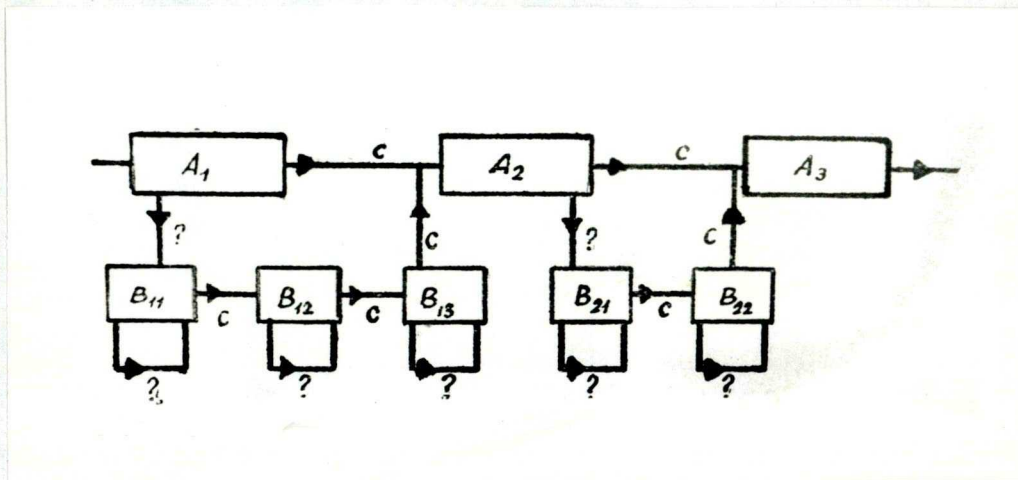 A₁ c A₂ c A₃
? c ? c
B₁₁ c B₁₂ c B₁₃ B₂₁ c B₂₂
? ? ? ? ?